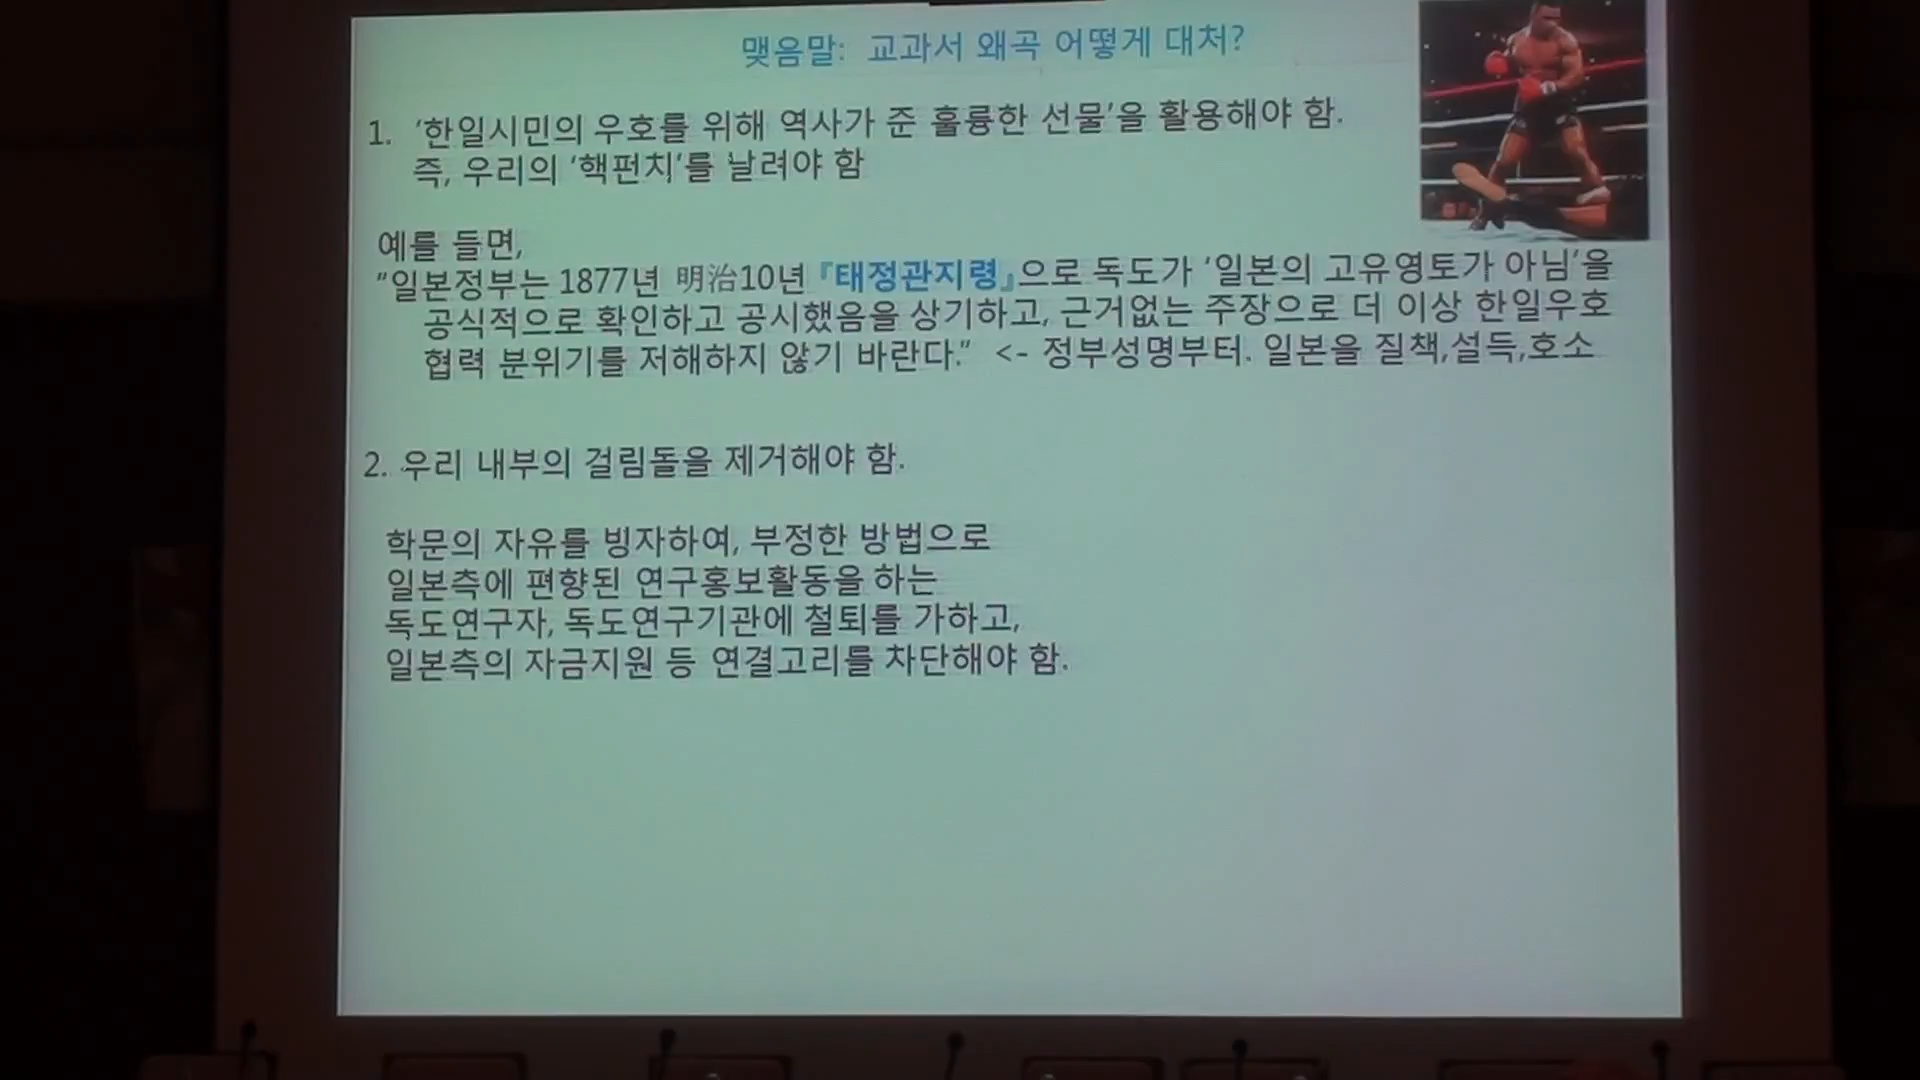 맺음말: 교과서 왜곡 어떻게 대처?
1. ‘한일시민의 우호를 위해 역사가 준 훌륭한 선물’을 활용해야 함.
즉, 우리의 ‘핵펀치’를 날려야 함
예를 들면,
“일본정부는 1877년 明治10년 『태정관지령』으로 독도가 ‘일본의 고유영토가 아님’을
공식적으로 확인하고 공시했음을 상기하고, 근거없는 주장으로 더 이상 한일우호
협력 분위기를 저해하지 않기 바란다.” <- 정부성명부터. 일본을 질책,설득,호소
2. 우리 내부의 걸림돌을 제거해야 함.
학문의 자유를 빙자하여, 부정한 방법으로
일본측에 편향된 연구홍보활동을 하는
독도연구자, 독도연구기관에 철퇴를 가하고,
일본측의 자금지원 등 연결고리를 차단해야 함.